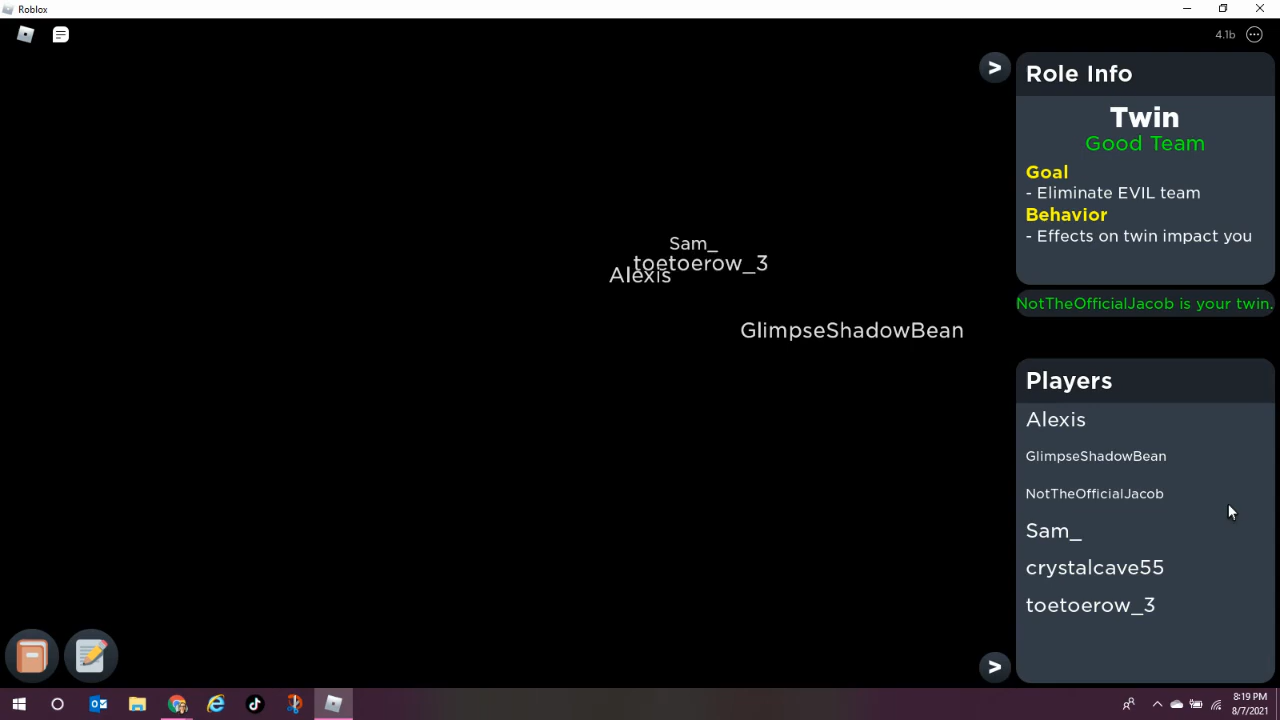 Roblox
4.1b
Role Info
Twin
Good Team
Goal
- Eliminate EVIL team
Behavior
- Effects on twin impact you
NotTheOfficialJacob is your twin.
Sam_
toetoerow_3
Alexis
GlimpseShadowBean
Players
Alexis
GlimpseShadowBean
NotTheOfficialJacob
Sam_
crystalcave55
toetoerow_3
8:19 PM
8/7/2021